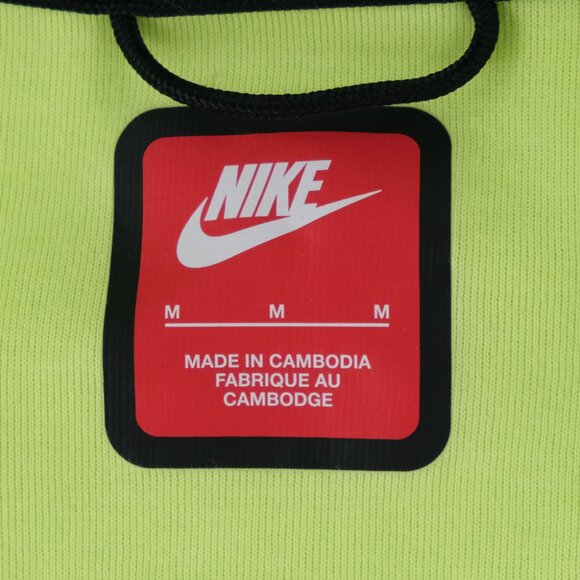 NIKE
M M M
MADE IN CAMBODIA
FABRIQUE AU
CAMBODGE